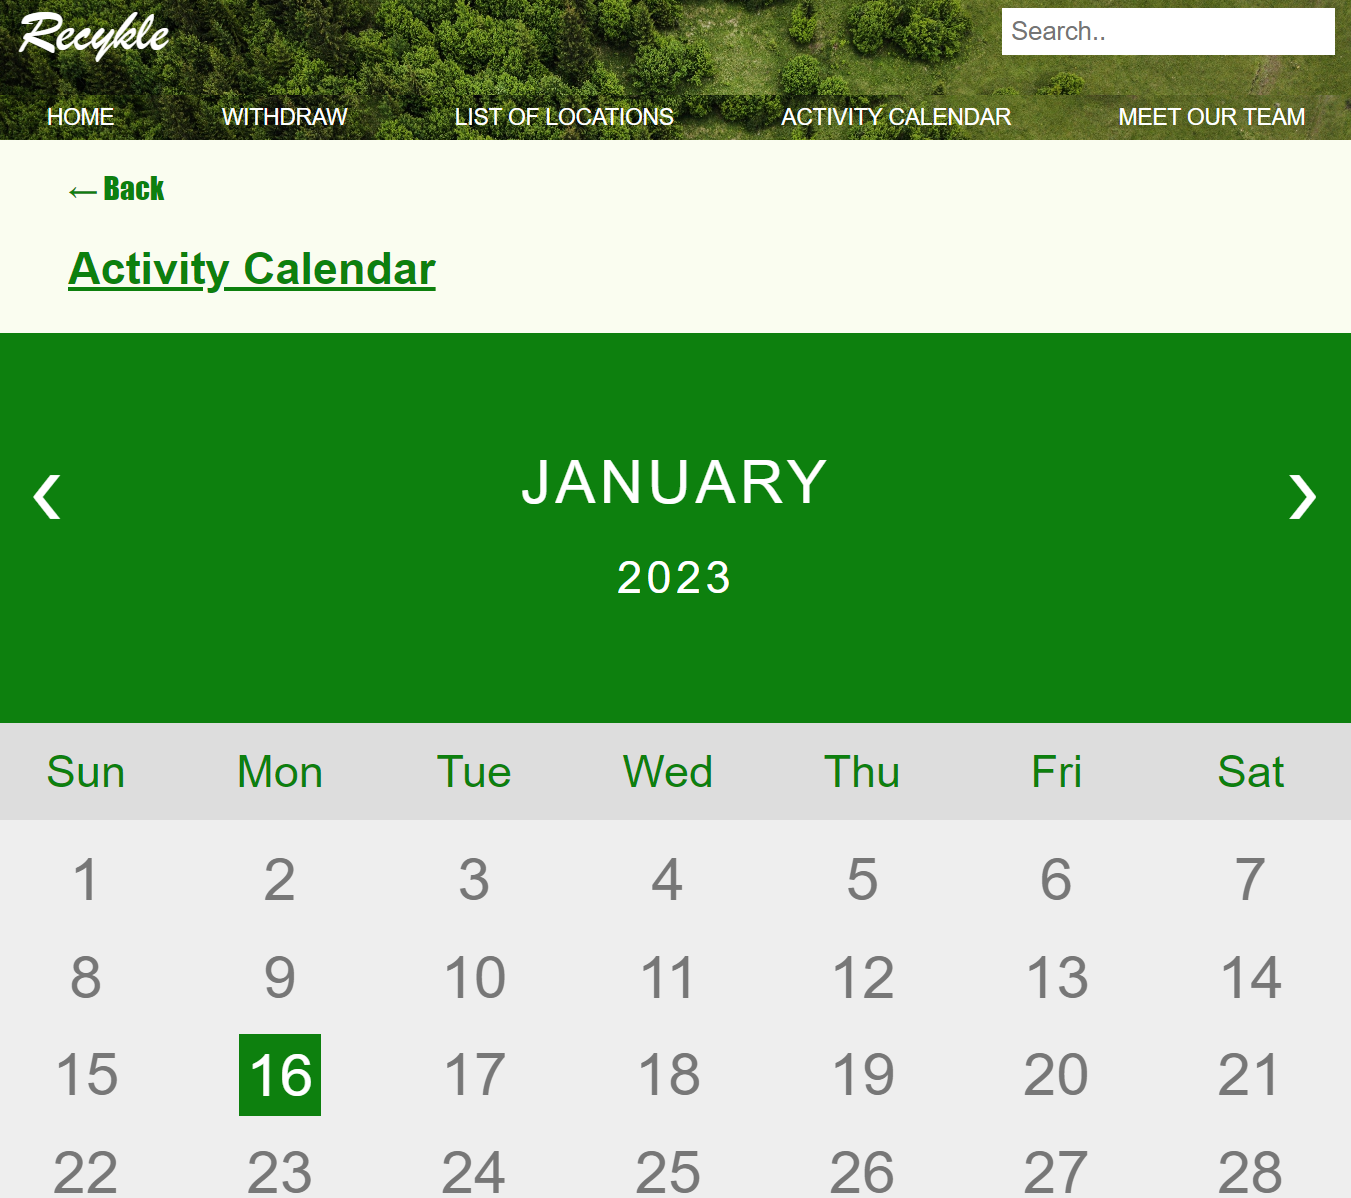 Recykle
Search..
HOME WITHDRAW LIST OF LOCATIONS ACTIVITY CALENDAR MEET OUR TEAM
←Back
Activity Calendar
❮ JANUARY ❯
2023
Sun Mon Tue Wed Thu Fri Sat
1 2 3 4 5 6 7
8 9 10 11 12 13 14
15 16 17 18 19 20 21
22 23 24 25 26 27 28